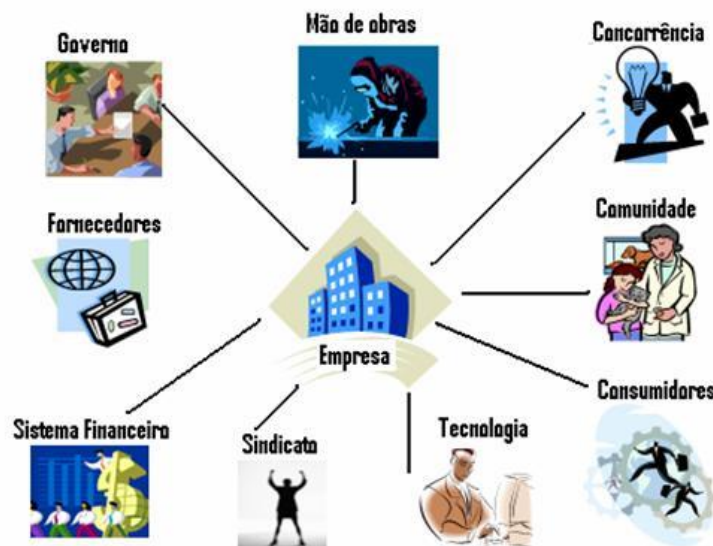 Governo
Mão de obras
Concorrência
Fornecedores
Comunidade
Empresa
Consumidores
Sistema Financeiro
Sindicato
Tecnologia